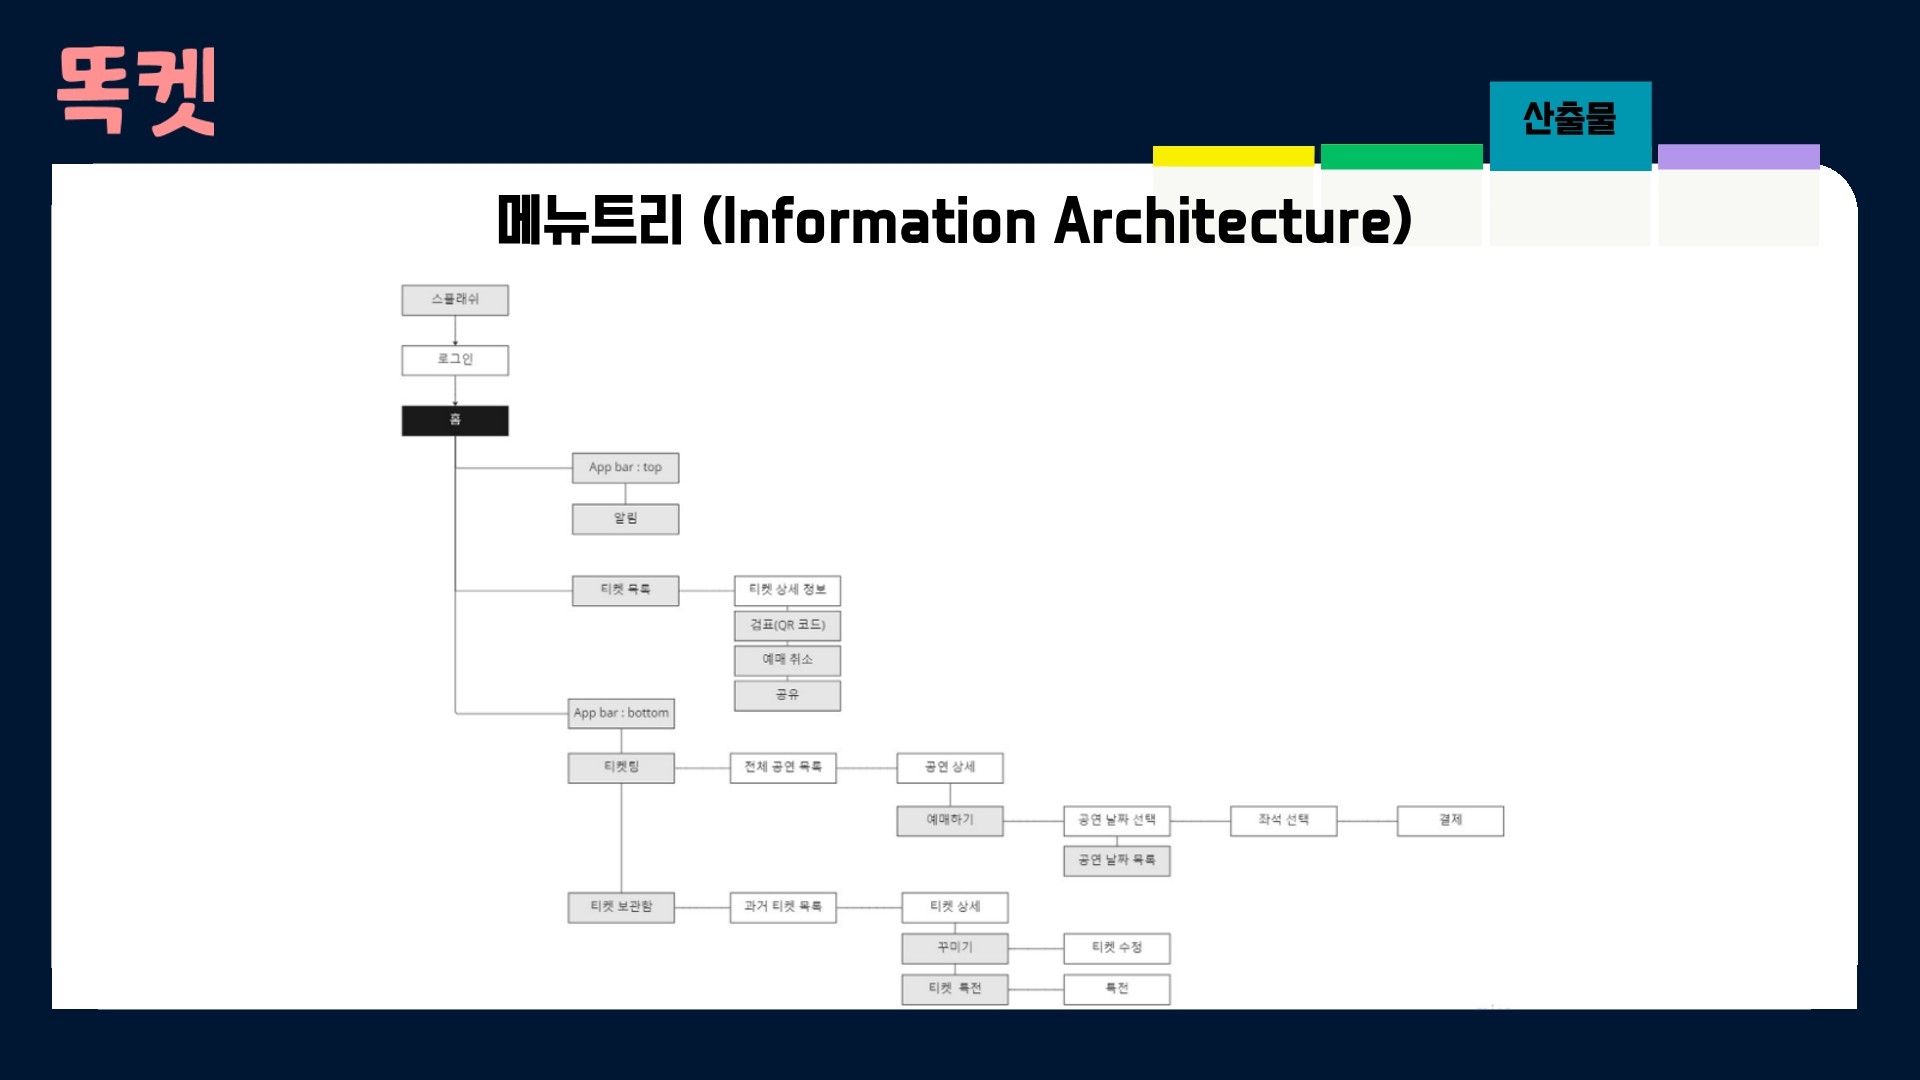 똑켓
산출물
메뉴트리 (Information Architecture)
스플래쉬
로그인
홈
App bar : top
알림
티켓 목록
티켓 상세 정보
검표(QR 코드)
예매 취소
공유
App bar : bottom
티켓팅
전체 공연 목록
공연 상세
예매하기
공연 날짜 선택
좌석 선택
결제
공연 날짜 목록
티켓 보관함
과거 티켓 목록
티켓 상세
꾸미기
티켓 수정
티켓 특전
특전